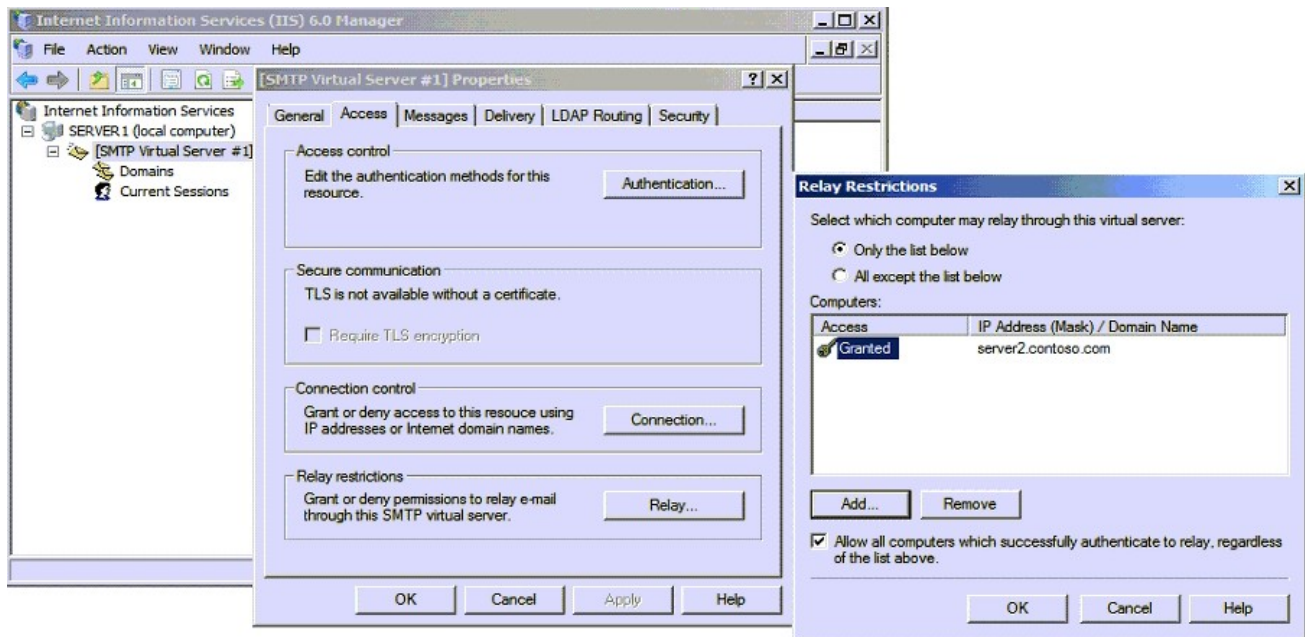 Internet Information Services (IIS) 6.0 Manager
File Action View Window Help
Internet Information Services
SERVER1 (local computer)
[SMTP Virtual Server #1]
Domains
Current Sessions
[SMTP Virtual Server #1] Properties
General Access Messages Delivery LDAP Routing Security
Access control
Edit the authentication methods for this
resource.
Authentication...
Secure communication
TLS is not available without a certificate.
Require TLS encryption
Connection control
Grant or deny access to this resouce using
IP addresses or Internet domain names.
Connection...
Relay restrictions
Grant or deny permissions to relay e-mail
through this SMTP virtual server.
Relay...
OK Cancel Apply Help
Relay Restrictions
Select which computer may relay through this virtual server:
Only the list below
All except the list below
Computers:
Access IP Address (Mask) / Domain Name
Granted server2.contoso.com
Add... Remove
Allow all computers which successfully authenticate to relay, regardless
of the list above.
OK Cancel Help